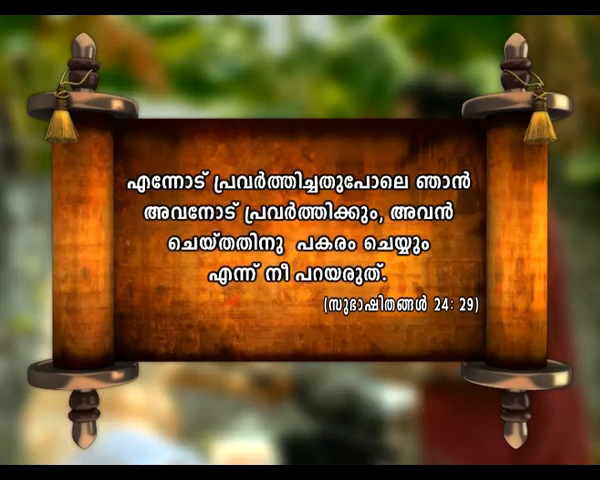 എന്നോട് പ്രവർത്തിച്ചതുപോലെ ഞാൻ
അവനോട് പ്രവർത്തിക്കും, അവൻ
ചെയ്തതിനു പകരം ചെയ്യും
എന്ന് നീ പറയരുത്.
(സുഭാഷിതങ്ങൾ 24: 29)